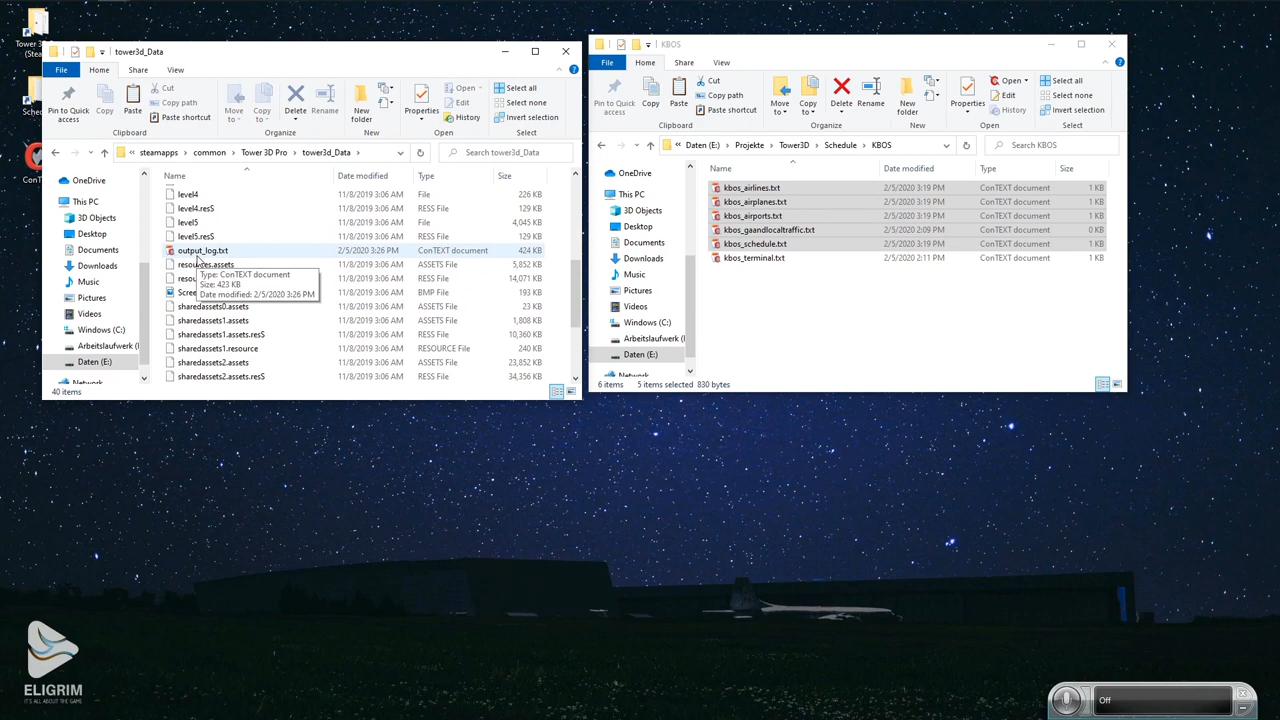 Tower 3
(Stea
Sched
ConT
tower3d_Data
File
Home
Share
View
Pin to Quick access
Copy
Paste
Cut
Copy path
Paste shortcut
Clipboard
Move to
Copy to
Delete
Rename
Organize
New folder
New
Properties
Open
Edit
History
Open
Select all
Select none
Invert selection
Select
steamapps > common > Tower 3D Pro > tower3d_Data >
Search tower3d_Data
OneDrive
This PC
3D Objects
Desktop
Documents
Downloads
Music
Pictures
Videos
Windows (C:)
Arbeitslaufwerk (
Daten (E:)
Network
Name Date modified Type Size
level4 11/8/2019 3:06 AM File 226 KB
level4.resS 11/8/2019 3:06 AM RESS File 129 KB
level5 11/8/2019 3:06 AM File 4,045 KB
level5.resS 11/8/2019 3:06 AM RESS File 129 KB
output_log.txt 2/5/2020 3:26 PM ConTEXT document 424 KB
resources.assets 11/8/2019 3:06 AM ASSETS File 5,852 KB
resou 11/8/2019 3:06 AM RESS File 14,071 KB
Scree 11/8/2019 3:06 AM BMP File 193 KB
sharedassets0.assets 11/8/2019 3:06 AM ASSETS File 23 KB
sharedassets1.assets 11/8/2019 3:06 AM ASSETS File 1,808 KB
sharedassets1.assets.resS 11/8/2019 3:06 AM RESS File 10,360 KB
sharedassets1.resource 11/8/2019 3:06 AM RESOURCE File 240 KB
sharedassets2.assets 11/8/2019 3:06 AM ASSETS File 23,852 KB
sharedassets2.assets.resS 11/8/2019 3:06 AM RESS File 34,356 KB
Type: ConTEXT document
Size: 423 KB
Date modified: 2/5/2020 3:26 PM
40 items
KBOS
File
Home
Share
View
Pin to Quick access
Copy
Paste
Cut
Copy path
Paste shortcut
Clipboard
Move to
Copy to
Delete
Rename
Organize
New folder
New
Properties
Open
Edit
History
Open
Select all
Select none
Invert selection
Select
Daten (E:) > Projekte > Tower3D > Schedule > KBOS
Search KBOS
OneDrive
This PC
3D Objects
Desktop
Documents
Downloads
Music
Pictures
Videos
Windows (C:)
Arbeitslaufwerk (
Daten (E:)
Network
Name Date modified Type Size
kbos_airlines.txt 2/5/2020 3:19 PM ConTEXT document 1 KB
kbos_airplanes.txt 2/5/2020 3:19 PM ConTEXT document 1 KB
kbos_airports.txt 2/5/2020 3:19 PM ConTEXT document 1 KB
kbos_gaandlocaltraffic.txt 2/5/2020 2:09 PM ConTEXT document 0 KB
kbos_schedule.txt 2/5/2020 3:19 PM ConTEXT document 1 KB
kbos_terminal.txt 2/5/2020 2:11 PM ConTEXT document 1 KB
6 items 5 items selected 830 bytes
ELIGRIM
IT'S ALL ABOUT THE GAME
Off